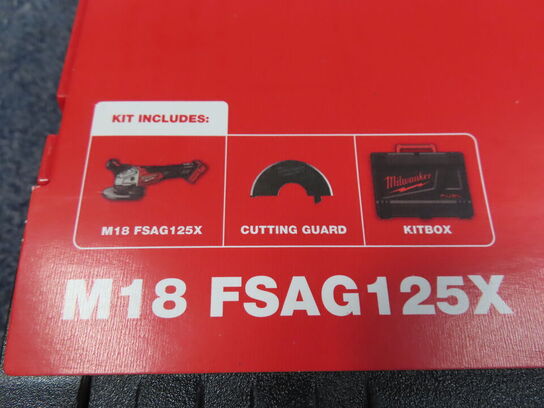 KIT INCLUDES:
M18 FSAG125X
CUTTING GUARD
Milwaukee
KITBOX
M18 FSAG125X